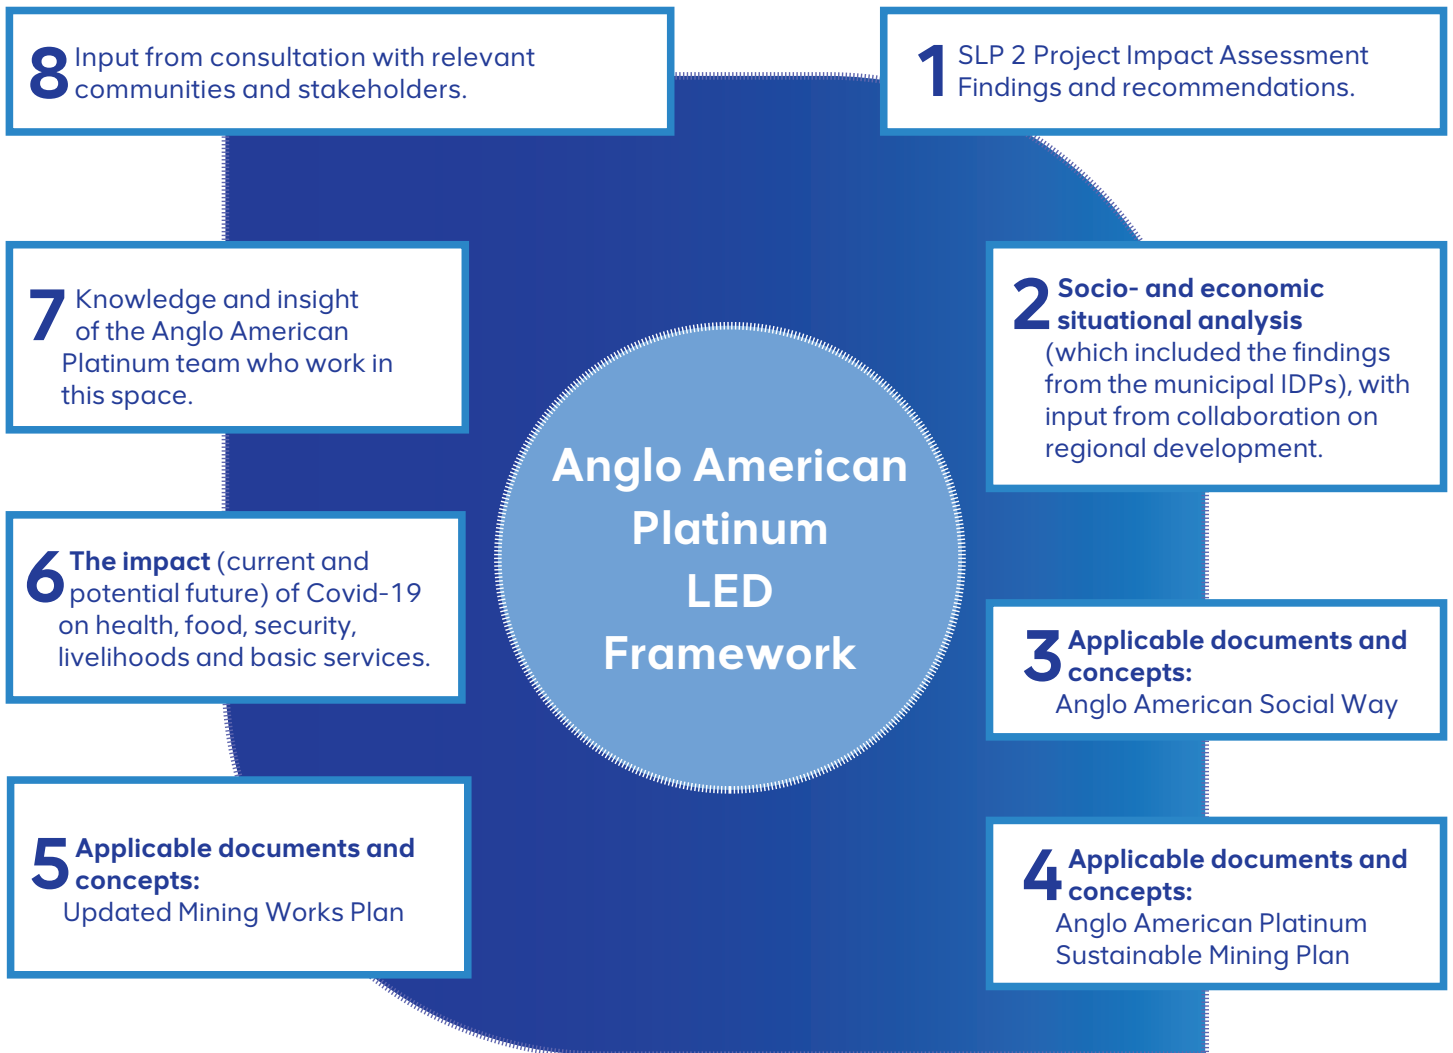 8 Input from consultation with relevant
communities and stakeholders.
1 SLP 2 Project Impact Assessment
Findings and recommendations.
7 Knowledge and insight
of the Anglo American
Platinum team who work in
this space.
2 Socio- and economic
situational analysis
(which included the findings
from the municipal IDPs), with
input from collaboration on
regional development.
Anglo American
Platinum
LED
Framework
6 The impact (current and
potential future) of Covid-19
on health, food, security,
livelihoods and basic services.
3 Applicable documents and
concepts:
Anglo American Social Way
5 Applicable documents and
concepts:
Updated Mining Works Plan
4 Applicable documents and
concepts:
Anglo American Platinum
Sustainable Mining Plan